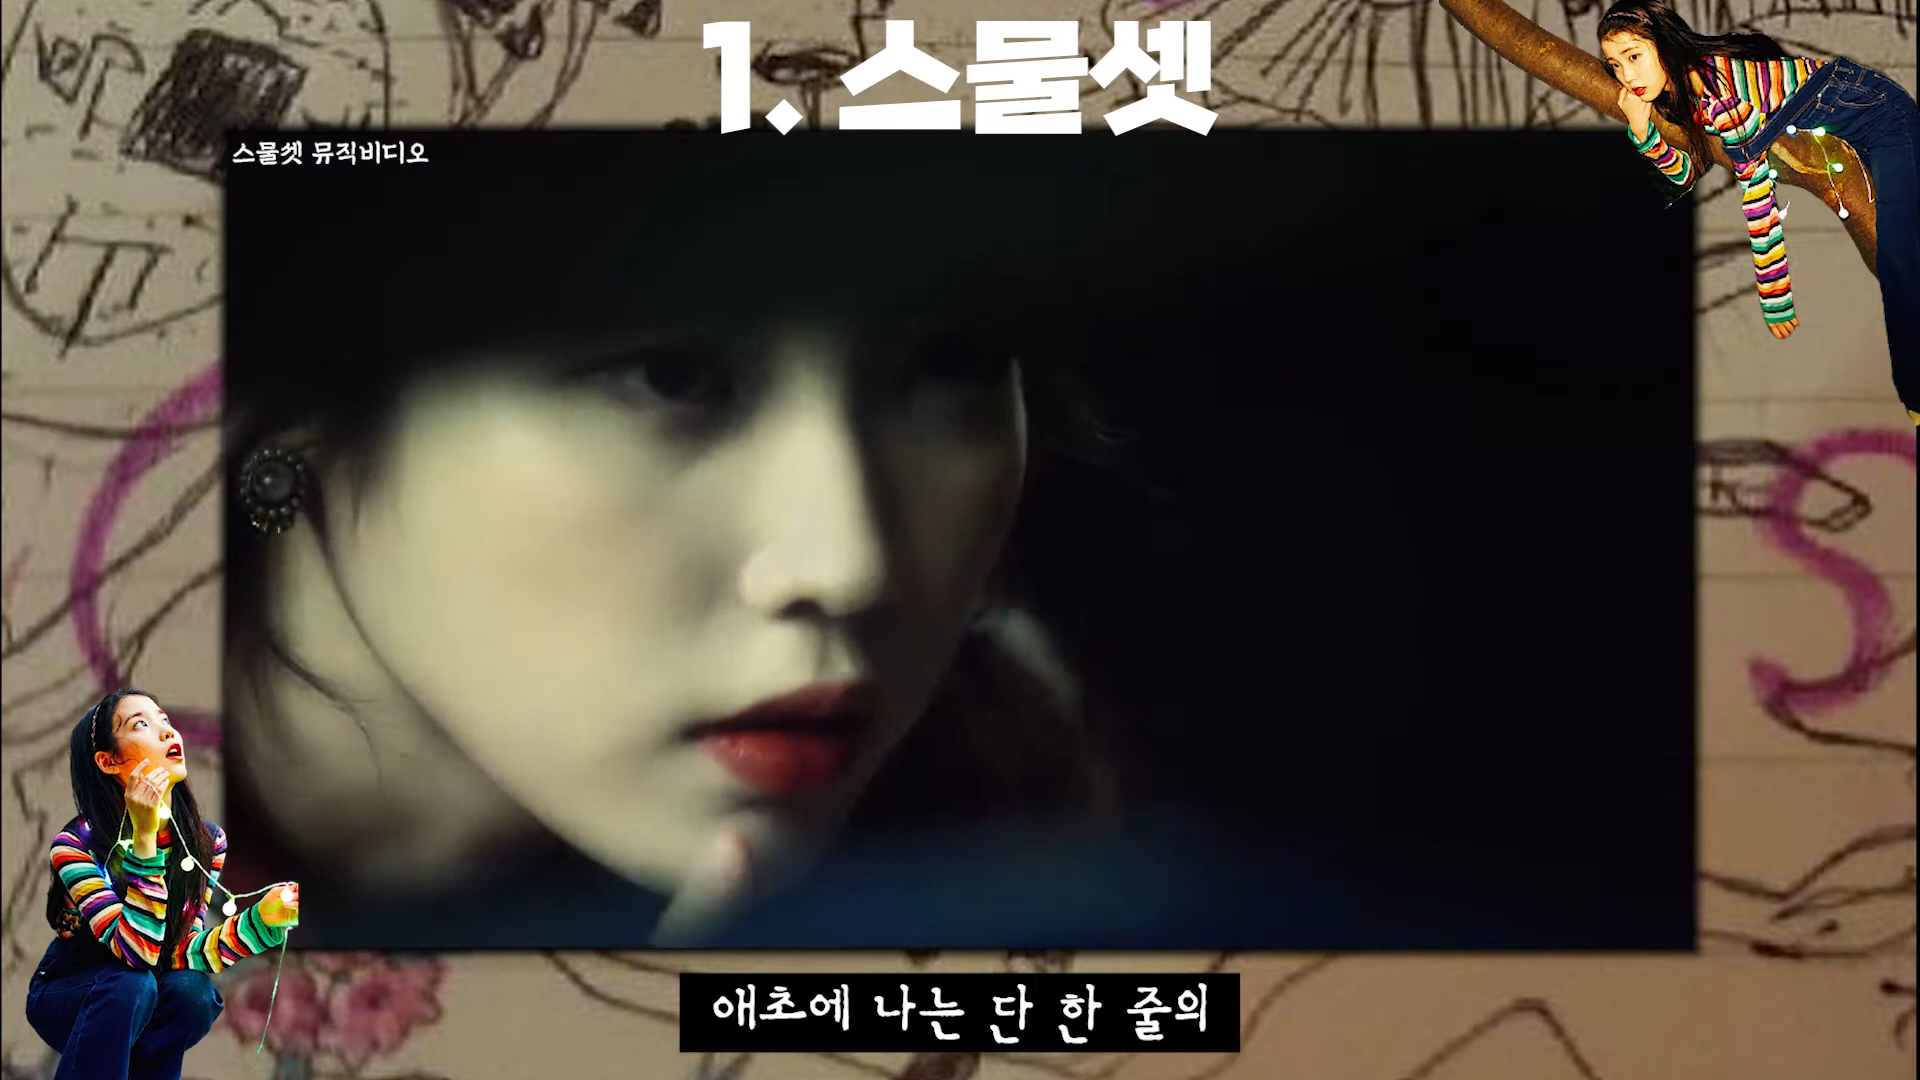 1. 스물셋
스물쎗 뮤직비디오
애초에 나는 단 한 줄의